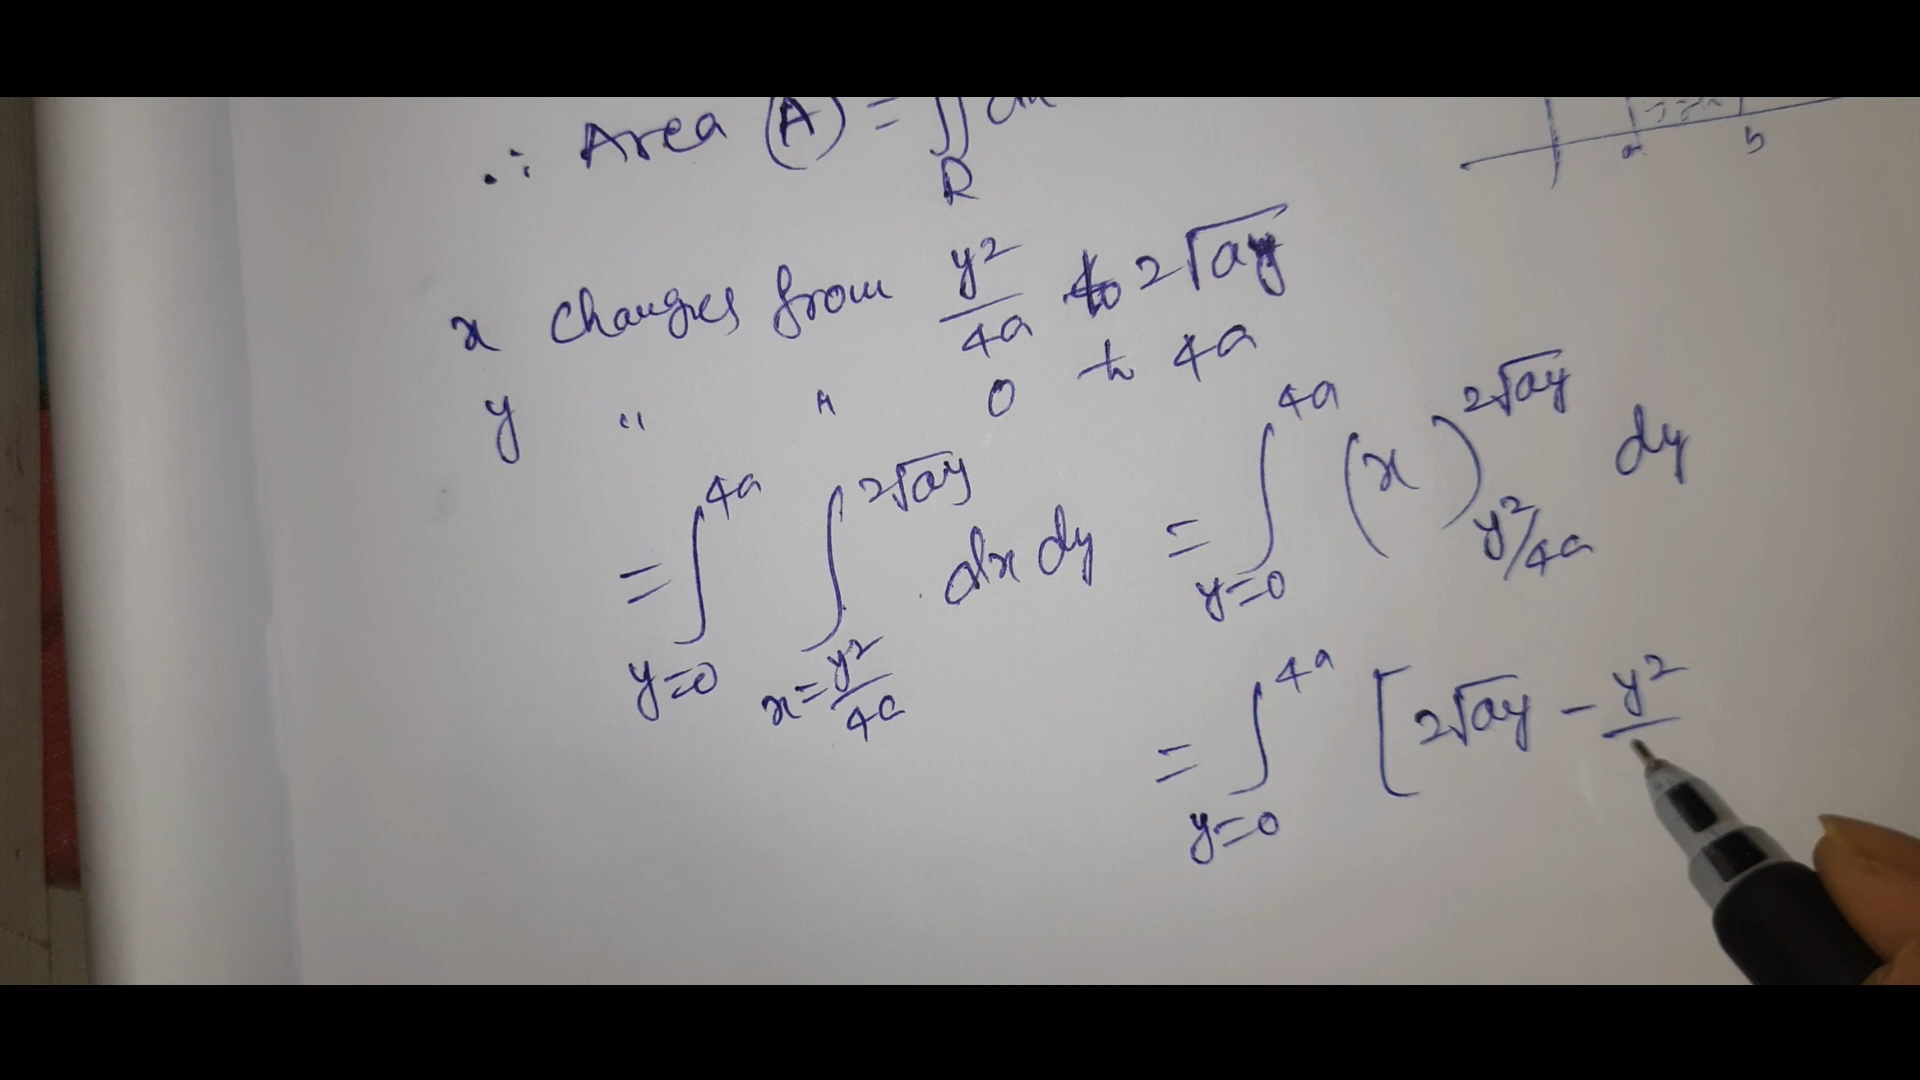 ∴ Area (A) = ∬
R
a b
x changes from y²/4a to 2√ay
y " " 0 to 4a
= ∫_{y=0}^{4a} ∫_{x=y²/4a}^{2√ay} dx dy = ∫_{y=0}^{4a} (x)_{y²/4a}^{2√ay} dy
= ∫_{y=0}^{4a} [2√ay - y²